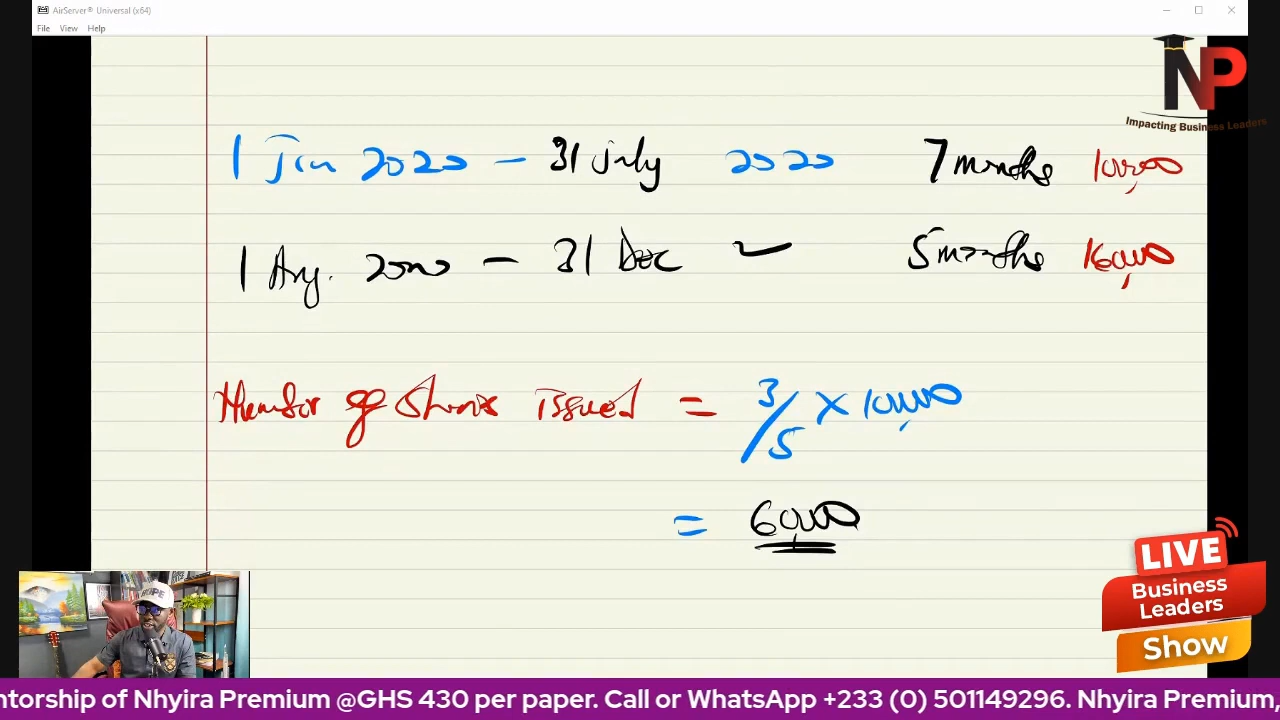 AirServer® Universal (x64)
File View Help
NP
Impacting Business Leaders
1 Jan 2020 - 31 July 2020 7 months 10,000
1 Aug. 2020 - 31 Dec 5 months 16,000
Number of Shares issued = 3/5 × 10,000
= 6,000
LIVE
Business
Leaders
Show
ntorship of Nhyira Premium @GHS 430 per paper. Call or WhatsApp +233 (0) 501149296. Nhyira Premium,